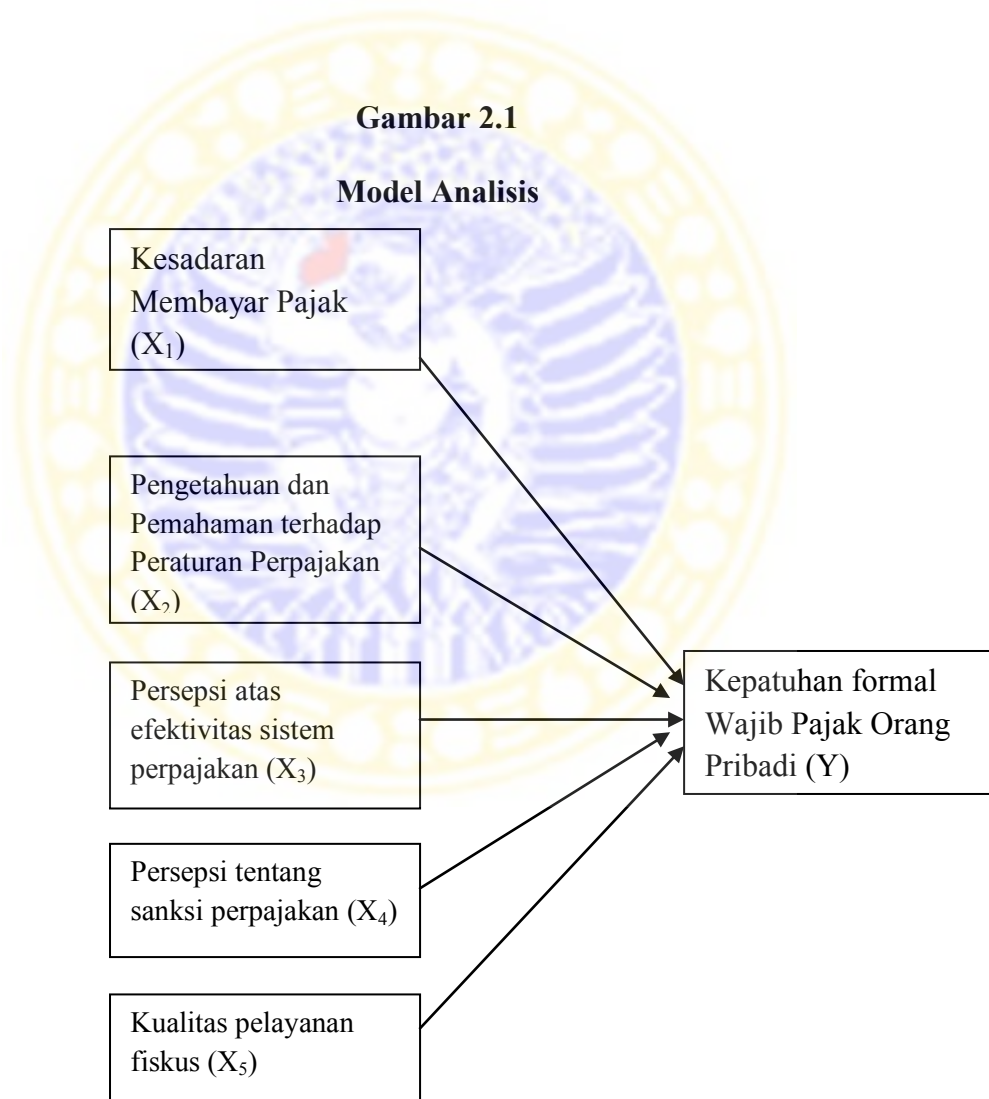 Gambar 2.1
Model Analisis
Kesadaran
Membayar Pajak
(X₁)
Pengetahuan dan
Pemahaman terhadap
Peraturan Perpajakan
(X₂)
Persepsi atas
efektivitas sistem
perpajakan (X₃)
Persepsi tentang
sanksi perpajakan (X₄)
Kualitas pelayanan
fiskus (X₅)
Kepatuhan formal
Wajib Pajak Orang
Pribadi (Y)